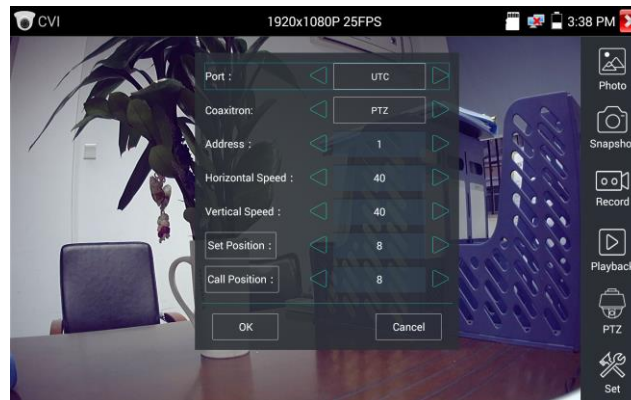 CVI 1920x1080P 25FPS 3:38 PM
Port : UTC
Coaxitron: PTZ
Address : 1
Horizontal Speed : 40
Vertical Speed : 40
Set Position : 8
Call Position : 8
OK Cancel
Photo
Snapsho
Record
Playback
PTZ
Set